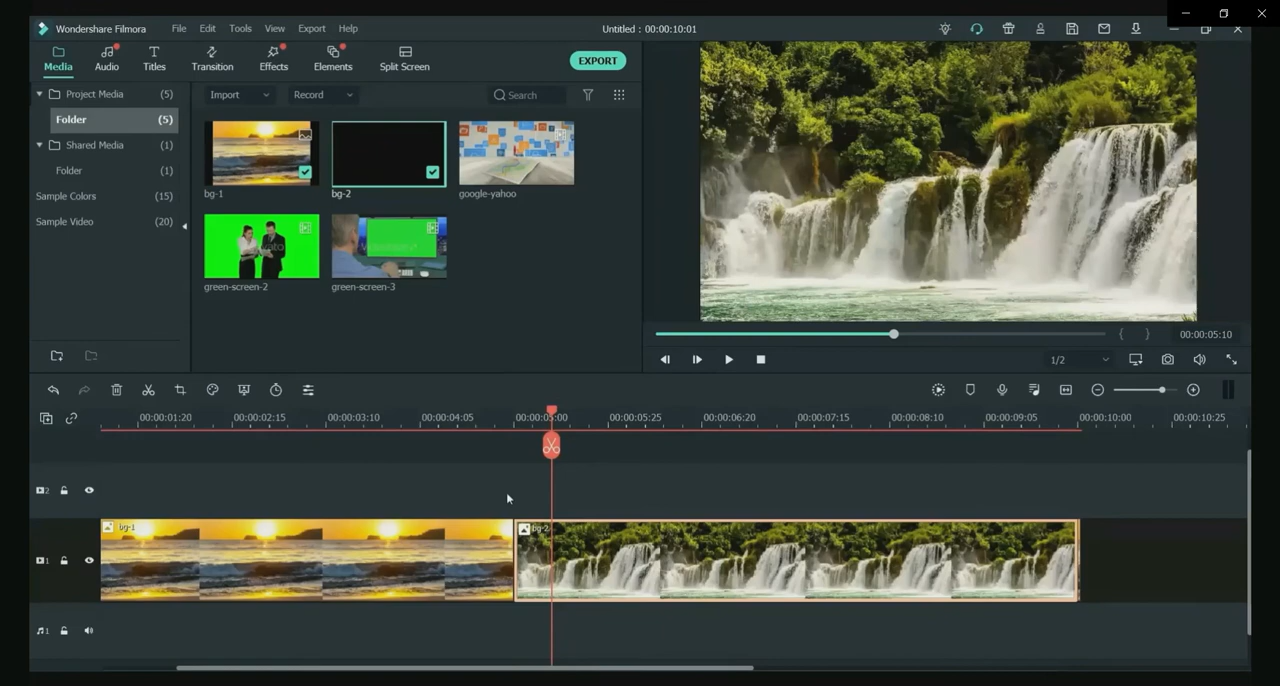 Wondershare Filmora File Edit Tools View Export Help Untitled : 00:00:10:01
Media Audio Titles Transition Effects Elements Split Screen EXPORT
Project Media (5) Import Record Search
Folder (5)
Shared Media (1)
Folder (1)
Sample Colors (15)
Sample Video (20)
bg-1 bg-2 google-yahoo
green-screen-2 green-screen-3
{ } 00:00:05:10
1/2
00:00:01:20 00:00:02:15 00:00:03:10 00:00:04:05 00:00:05:00 00:00:05:25 00:00:06:20 00:00:07:15 00:00:08:10 00:00:09:05 00:00:10:00 00:00:10:25
2
bg-1 bg-2
1
1